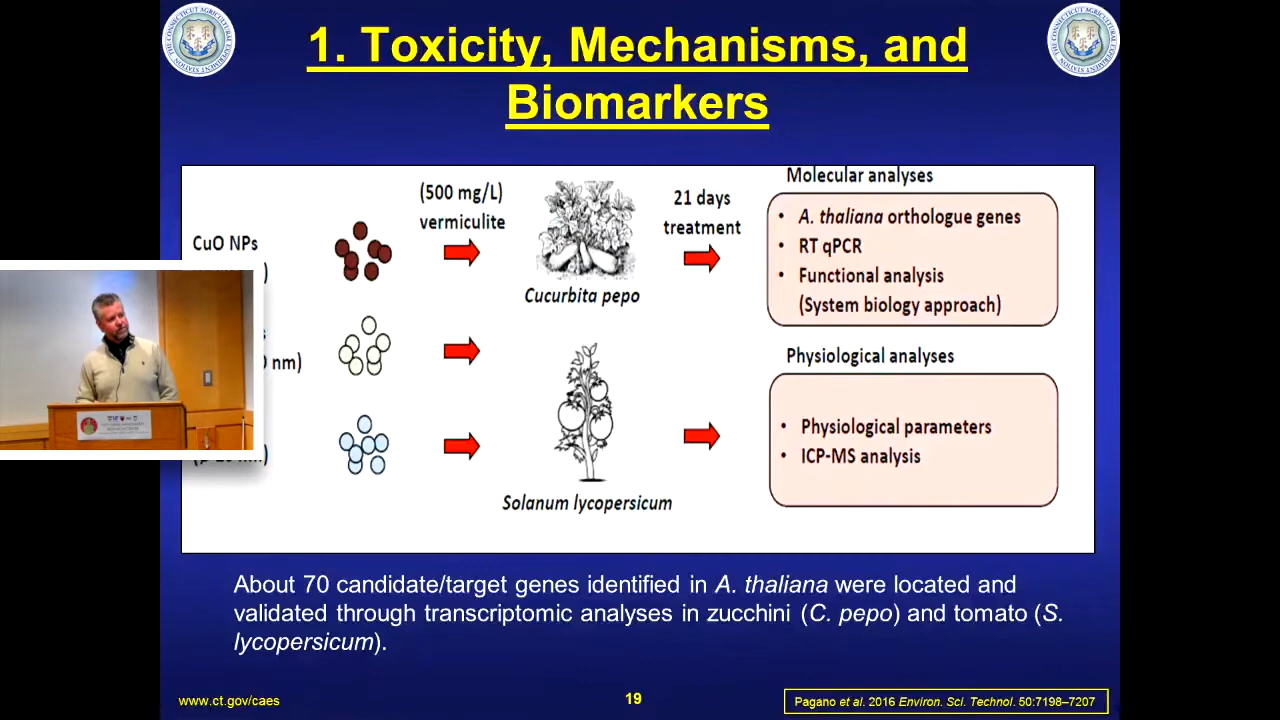 1. Toxicity, Mechanisms, and
Biomarkers
(500 mg/L)
vermiculite
21 days
treatment
CuO NPs
)
nm)
Cucurbita pepo
Solanum lycopersicum
Molecular analyses
• A. thaliana orthologue genes
• RT qPCR
• Functional analysis
(System biology approach)
Physiological analyses
• Physiological parameters
• ICP-MS analysis
About 70 candidate/target genes identified in A. thaliana were located and
validated through transcriptomic analyses in zucchini (C. pepo) and tomato (S.
lycopersicum).
www.ct.gov/caes
19
Pagano et al. 2016 Environ. Sci. Technol. 50:7198–7207